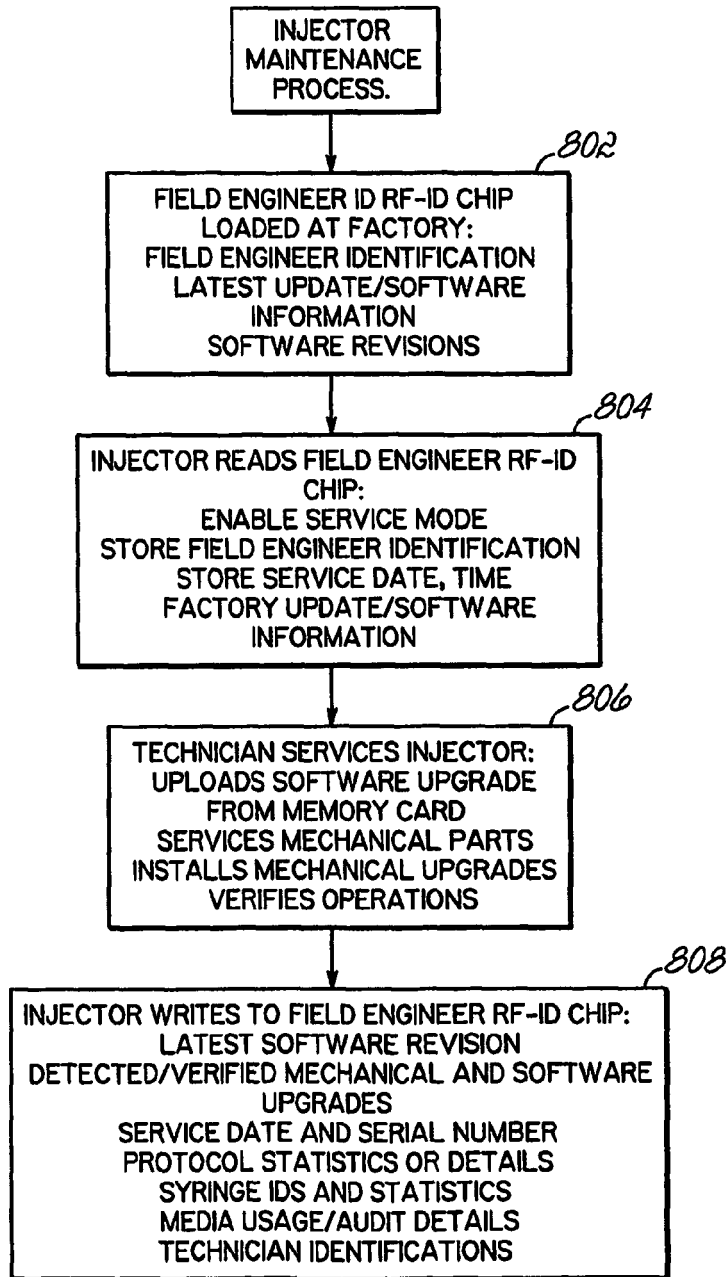 INJECTOR
MAINTENANCE
PROCESS.
802
FIELD ENGINEER ID RF-ID CHIP
LOADED AT FACTORY:
FIELD ENGINEER IDENTIFICATION
LATEST UPDATE/SOFTWARE
INFORMATION
SOFTWARE REVISIONS
804
INJECTOR READS FIELD ENGINEER RF-ID
CHIP:
ENABLE SERVICE MODE
STORE FIELD ENGINEER IDENTIFICATION
STORE SERVICE DATE, TIME
FACTORY UPDATE/SOFTWARE
INFORMATION
806
TECHNICIAN SERVICES INJECTOR:
UPLOADS SOFTWARE UPGRADE
FROM MEMORY CARD
SERVICES MECHANICAL PARTS
INSTALLS MECHANICAL UPGRADES
VERIFIES OPERATIONS
808
INJECTOR WRITES TO FIELD ENGINEER RF-ID CHIP:
LATEST SOFTWARE REVISION
DETECTED/VERIFIED MECHANICAL AND SOFTWARE
UPGRADES
SERVICE DATE AND SERIAL NUMBER
PROTOCOL STATISTICS OR DETAILS
SYRINGE IDS AND STATISTICS
MEDIA USAGE/AUDIT DETAILS
TECHNICIAN IDENTIFICATIONS